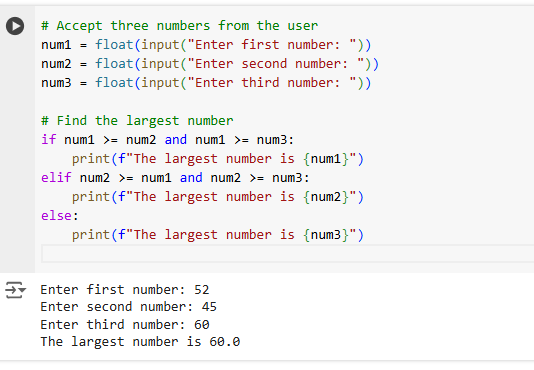 # Accept three numbers from the user
num1 = float(input("Enter first number: "))
num2 = float(input("Enter second number: "))
num3 = float(input("Enter third number: "))

# Find the largest number
if num1 >= num2 and num1 >= num3:
    print(f"The largest number is {num1}")
elif num2 >= num1 and num2 >= num3:
    print(f"The largest number is {num2}")
else:
    print(f"The largest number is {num3}")

Enter first number: 52
Enter second number: 45
Enter third number: 60
The largest number is 60.0